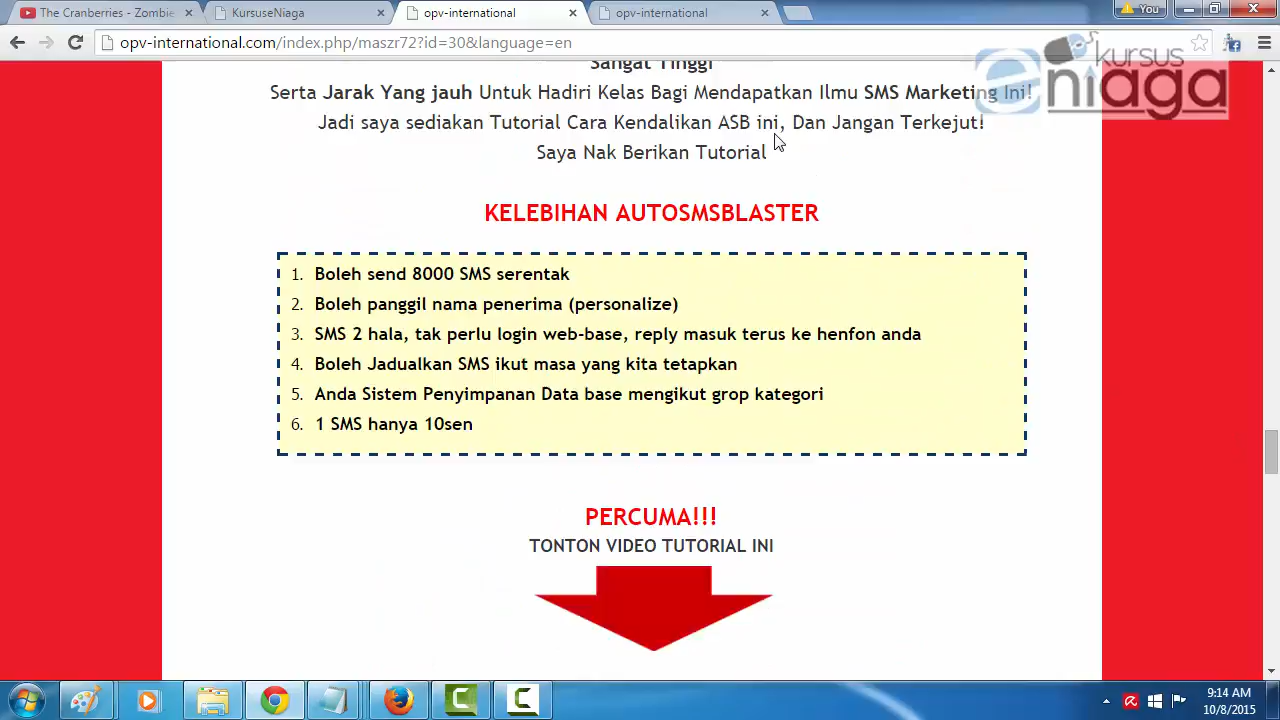 The Cranberries - Zombie
KursuseNiaga
opv-international
opv-international
You
opv-international.com/index.php/maszr72?id=30&language=e
kursus
eniaga
Sangat Tinggi
Serta Jarak Yang jauh Untuk Hadiri Kelas Bagi Mendapatkan Ilmu SMS Marketing Ini!
Jadi saya sediakan Tutorial Cara Kendalikan ASB ini, Dan Jangan Terkejut!
Saya Nak Berikan Tutorial
KELEBIHAN AUTOSMSBLASTER
1. Boleh send 8000 SMS serentak
2. Boleh panggil nama penerima (personalize)
3. SMS 2 hala, tak perlu login web-base, reply masuk terus ke henfon anda
4. Boleh Jadualkan SMS ikut masa yang kita tetapkan
5. Anda Sistem Penyimpanan Data base mengikut grop kategori
6. 1 SMS hanya 10sen
PERCUMA!!!
TONTON VIDEO TUTORIAL INI
9:14 AM
10/8/2015